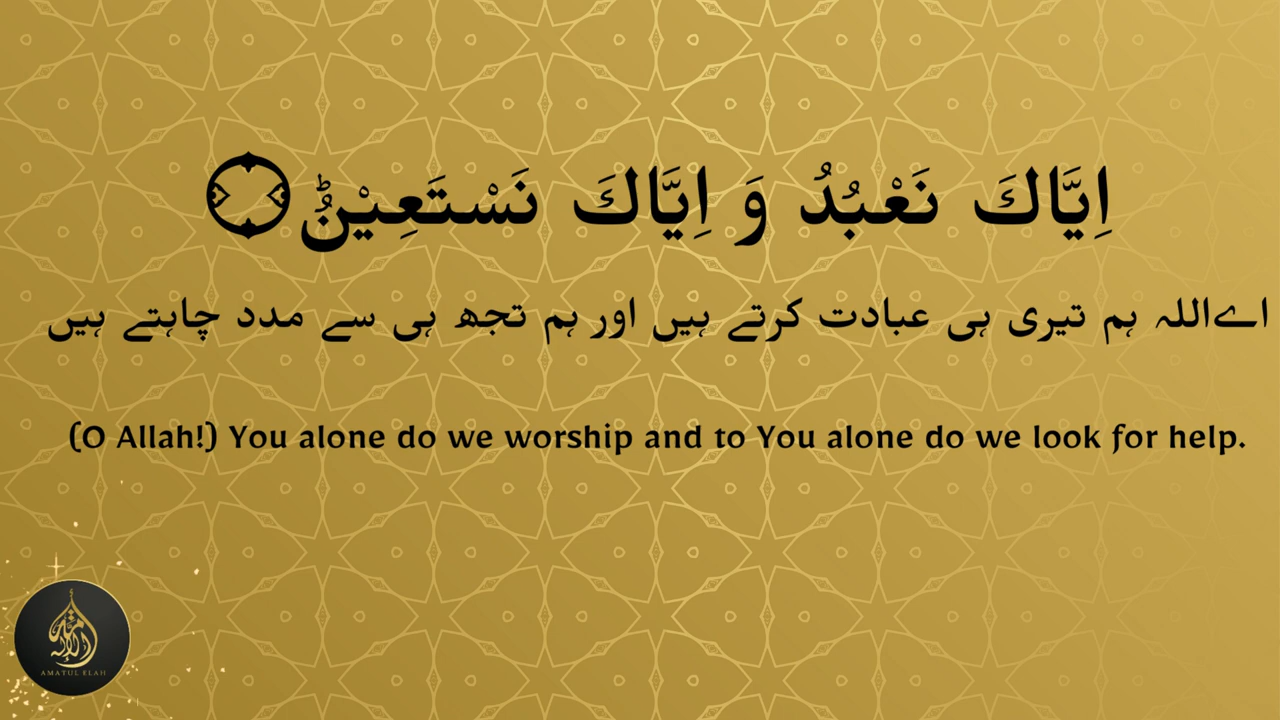 اِيَّاكَ نَعْبُدُ وَ اِيَّاكَ نَسْتَعِيْنُؕ۝
اےاللہ ہم تیری ہی عبادت کرتے ہیں اور ہم تجھ ہی سے مدد چاہتے ہیں
(O Allah!) You alone do we worship and to You alone do we look for help.
AMATUL ELAH